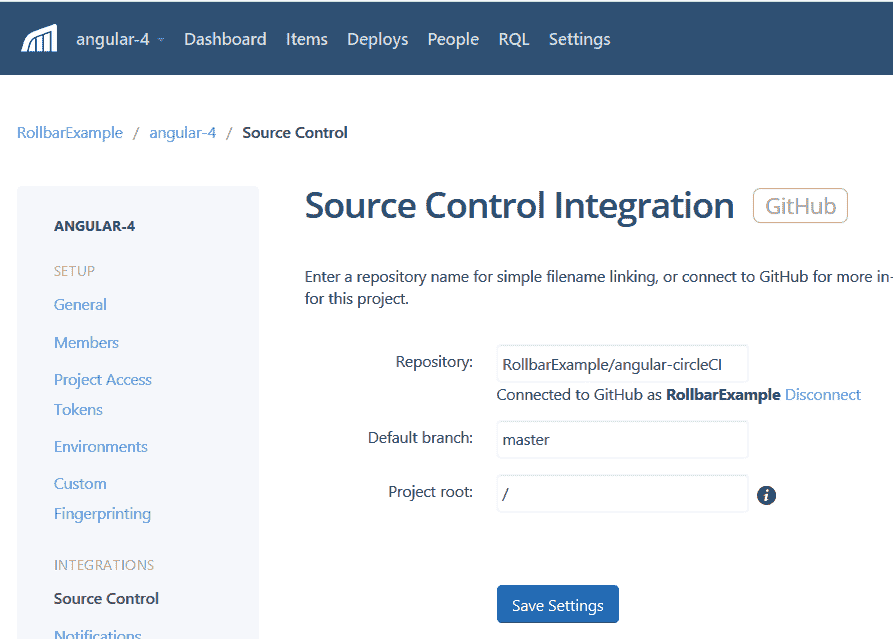 angular-4 Dashboard Items Deploys People RQL Settings
RollbarExample / angular-4 / Source Control
ANGULAR-4
SETUP
General
Members
Project Access
Tokens
Environments
Custom
Fingerprinting
INTEGRATIONS
Source Control
Notifications
Source Control Integration GitHub
Enter a repository name for simple filename linking, or connect to GitHub for more in-
for this project.
Repository: RollbarExample/angular-circleCI
Connected to GitHub as RollbarExample Disconnect
Default branch: master
Project root: /
i
Save Settings